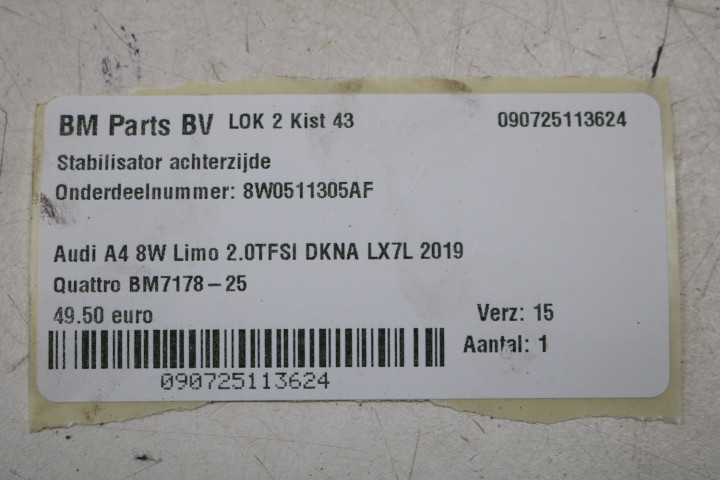 BM Parts BV LOK 2 Kist 43 090725113624
Stabilisator achterzijde
Onderdeelnummer: 8W0511305AF
Audi A4 8W Limo 2.0TFSI DKNA LX7L 2019
Quattro BM7178-25
49.50 euro Verz: 15
Aantal: 1
090725113624